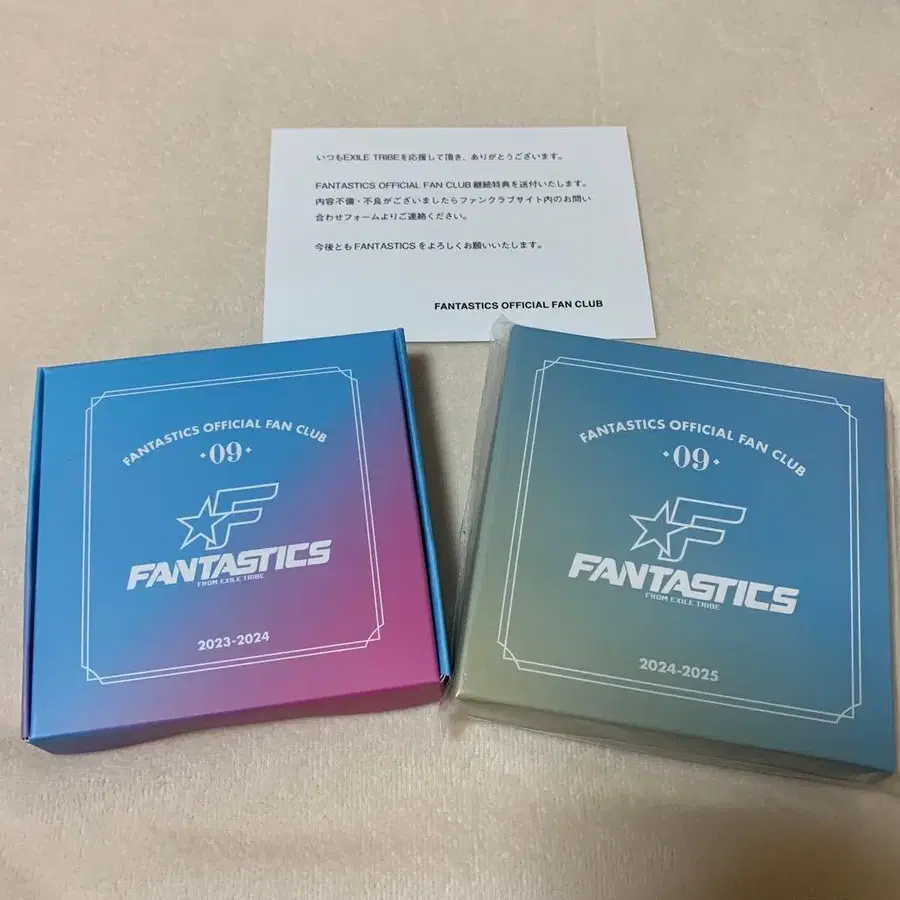 いつもEXILE TRIBEを応援して頂き、ありがとうございます。
FANTASTICS OFFICIAL FAN CLUB 継続特典を送付いたします。
内容不備・不良がございましたらファンクラブサイト内のお問い
合わせフォームよりご連絡ください。
今後ともFANTASTICSをよろしくお願いいたします。
FANTASTICS OFFICIAL FAN CLUB
FANTASTICS OFFICIAL FAN CLUB
・09・
F
FANTASTICS
FROM EXILE TRIBE
2023-2024
FANTASTICS OFFICIAL FAN CLUB
・09・
F
FANTASTICS
FROM EXILE TRIBE
2024-2025